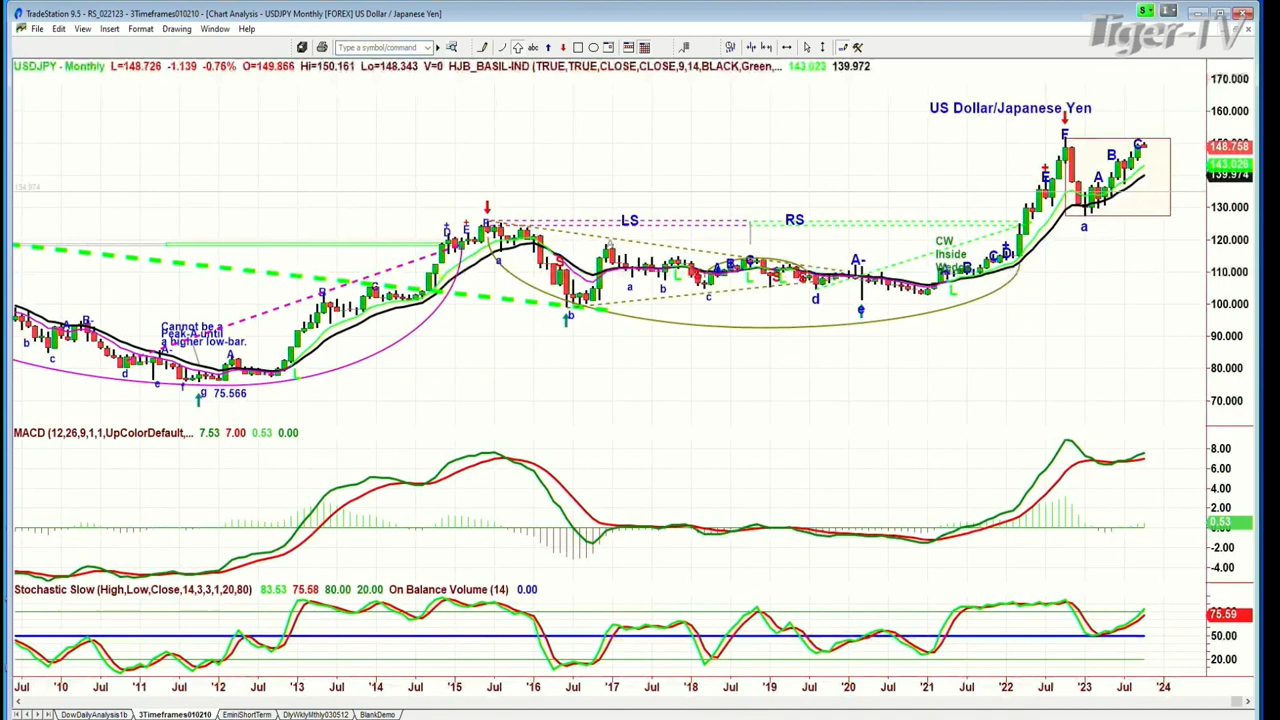 TradeStation 9.5 - RS_022123 - 3Timeframes010210 - [Chart Analysis - USDJPY Monthly [FOREX] US Dollar / Japanese Yen]
Tiger-TV
File Edit View Insert Format Drawing Window Help
Type a symbol/command
abc
USDJPY - Monthly L=148.726 -1.139 -0.76% O=149.866 Hi=150.161 Lo=148.343 V=0 HJB_BASIL-IND (TRUE,TRUE,CLOSE,CLOSE,9,14,BLACK,Green,... 143.023 139.972
170.000
US Dollar/Japanese Yen
160.000
F
148.758
143.026
139.974
134.974
130.000
120.000
110.000
100.000
90.000
80.000
70.000
LS
RS
CW
Inside
Cannot be a
Peak-A until
a higher low-bar.
g 75.566
MACD (12,26,9,1,1,UpColorDefault,... 7.53 7.00 0.53 0.00
8.00
6.00
4.00
2.00
0.53
-2.00
-4.00
Stochastic Slow (High,Low,Close,14,3,3,1,20,80) 83.53 75.58 80.00 20.00 On Balance Volume (14) 0.00
75.59
50.00
20.00
Jul '10 Jul '11 Jul '12 Jul '13 Jul '14 Jul '15 Jul '16 Jul '17 Jul '18 Jul '19 Jul '20 Jul '21 Jul '22 Jul '23 Jul '24
DowDailyAnalysis1b 3Timeframes010210 EminiShortTerm DlyWklyMthly030512 BlankDemo